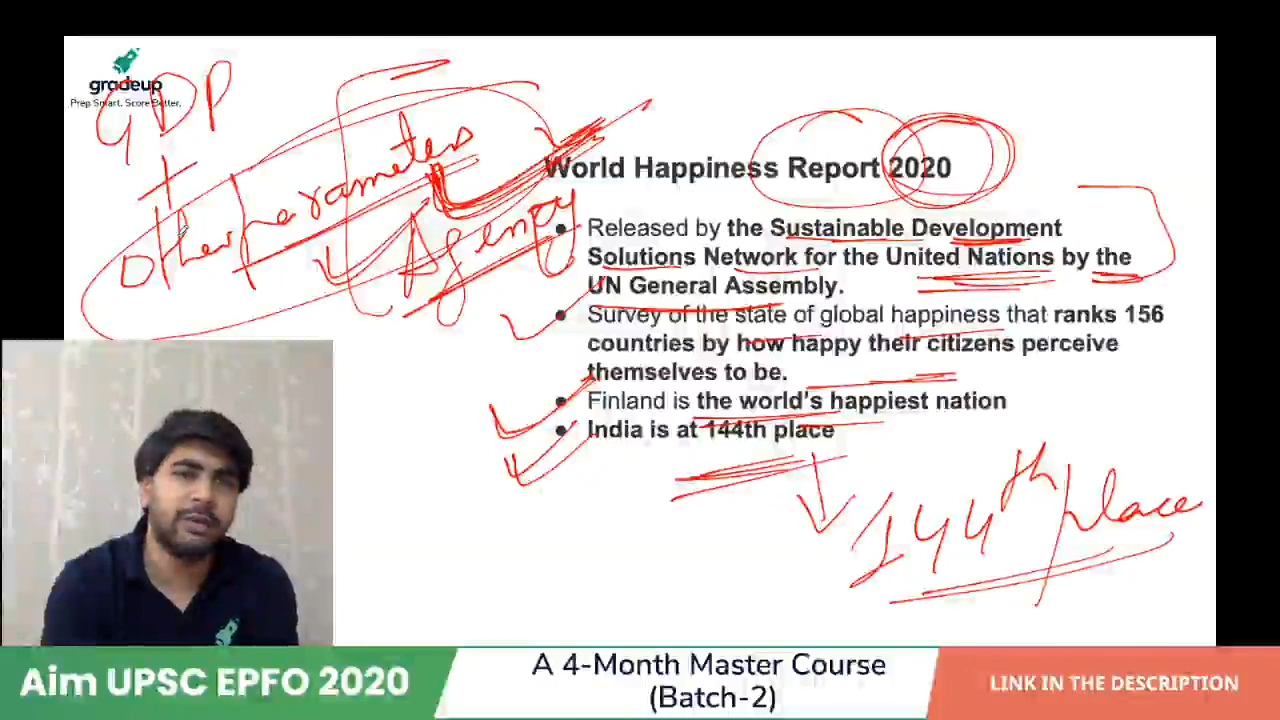 gradeup
Prep Smart. Score Better.
GDP
+
Other parameters
Agency
World Happiness Report 2020
• Released by the Sustainable Development
Solutions Network for the United Nations by the
UN General Assembly.
• Survey of the state of global happiness that ranks 156
countries by how happy their citizens perceive
themselves to be.
• Finland is the world's happiest nation
• India is at 144th place
144th place
Aim UPSC EPFO 2020
A 4-Month Master Course
(Batch-2)
LINK IN THE DESCRIPTION